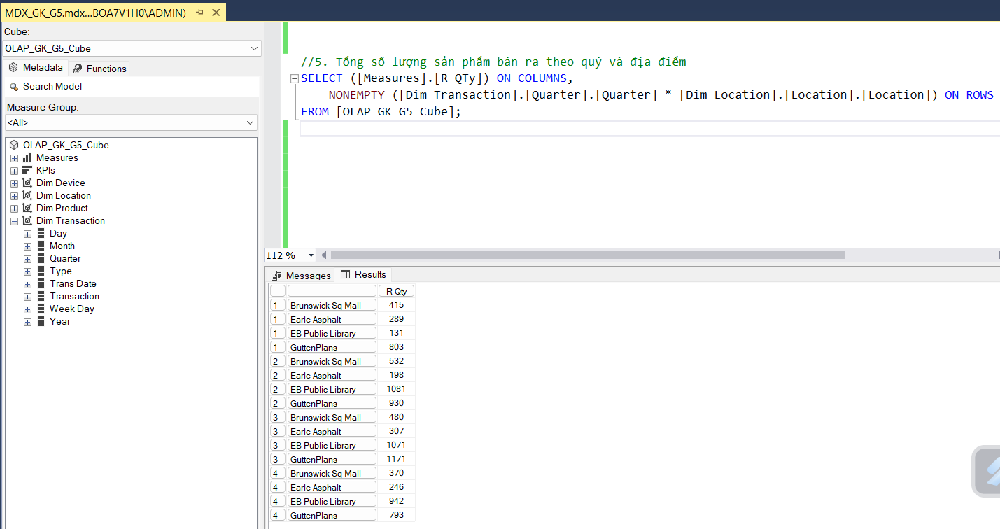 MDX_GK_G5.mdx...BOA7V1H0\ADMIN)
Cube:
OLAP_GK_G5_Cube
Metadata Functions
Search Model
Measure Group:
<All>
OLAP_GK_G5_Cube
Measures
KPIs
Dim Device
Dim Location
Dim Product
Dim Transaction
Day
Month
Quarter
Type
Trans Date
Transaction
Week Day
Year
//5. Tổng số lượng sản phẩm bán ra theo quý và địa điểm
SELECT ([Measures].[R QTy]) ON COLUMNS,
NONEMPTY ([Dim Transaction].[Quarter].[Quarter] * [Dim Location].[Location].[Location]) ON ROWS
FROM [OLAP_GK_G5_Cube];
112 %
Messages Results
R Qty
1 Brunswick Sq Mall 415
1 Earle Asphalt 289
1 EB Public Library 131
1 GuttenPlans 803
2 Brunswick Sq Mall 532
2 Earle Asphalt 198
2 EB Public Library 1081
2 GuttenPlans 930
3 Brunswick Sq Mall 480
3 Earle Asphalt 307
3 EB Public Library 1071
3 GuttenPlans 1171
4 Brunswick Sq Mall 370
4 Earle Asphalt 246
4 EB Public Library 942
4 GuttenPlans 793